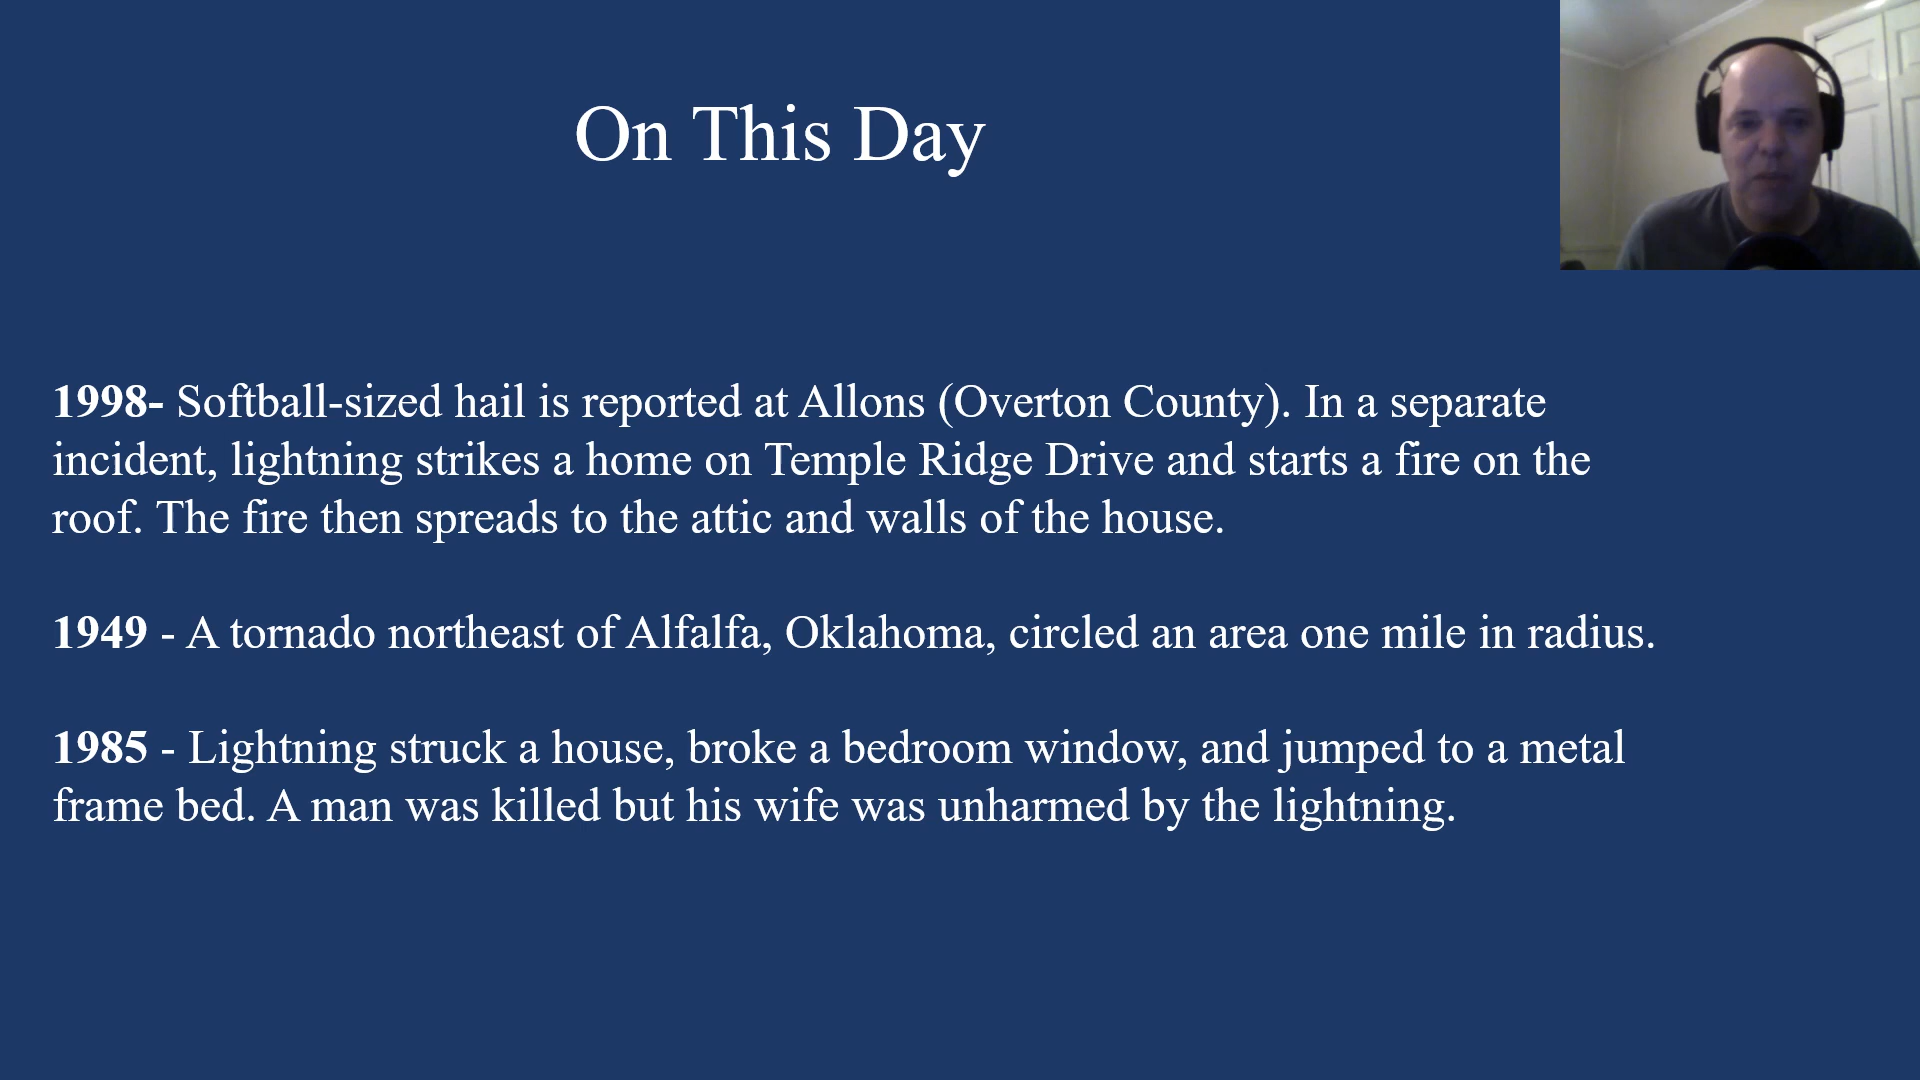 On This Day
1998- Softball-sized hail is reported at Allons (Overton County). In a separate
incident, lightning strikes a home on Temple Ridge Drive and starts a fire on the
roof. The fire then spreads to the attic and walls of the house.
1949 - A tornado northeast of Alfalfa, Oklahoma, circled an area one mile in radius.
1985 - Lightning struck a house, broke a bedroom window, and jumped to a metal
frame bed. A man was killed but his wife was unharmed by the lightning.